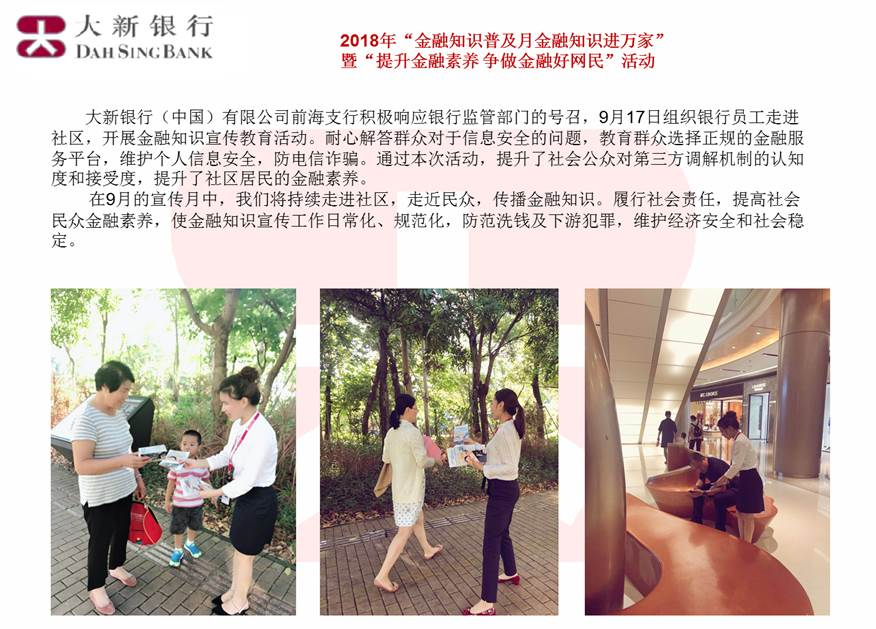 大新银行
DAH SING BANK
2018年“金融知识普及月金融知识进万家”
暨“提升金融素养 争做金融好网民”活动
大新银行（中国）有限公司前海支行积极响应银行监管部门的号召，9月17日组织银行员工走进
社区，开展金融知识宣传教育活动。耐心解答群众对于信息安全的问题，教育群众选择正规的金融服
务平台，维护个人信息安全，防电信诈骗。通过本次活动，提升了社会公众对第三方调解机制的认知
度和接受度，提升了社区居民的金融素养。
在9月的宣传月中，我们将持续走进社区，走近民众，传播金融知识。履行社会责任，提高社会
民众金融素养，使金融知识宣传工作日常化、规范化，防范洗钱及下游犯罪，维护经济安全和社会稳
定。